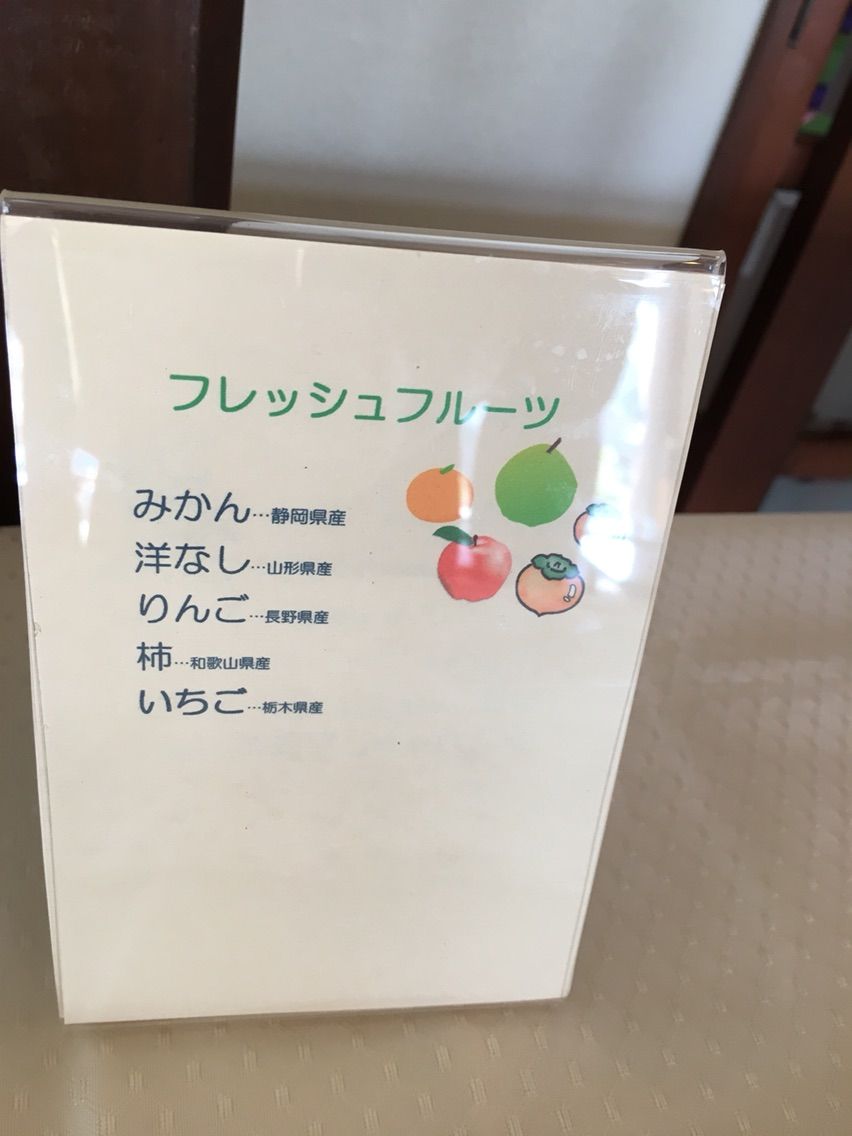 フレッシュフルーツ
みかん…静岡県産
洋なし…山形県産
りんご…長野県産
柿…和歌山県産
いちご…栃木県産